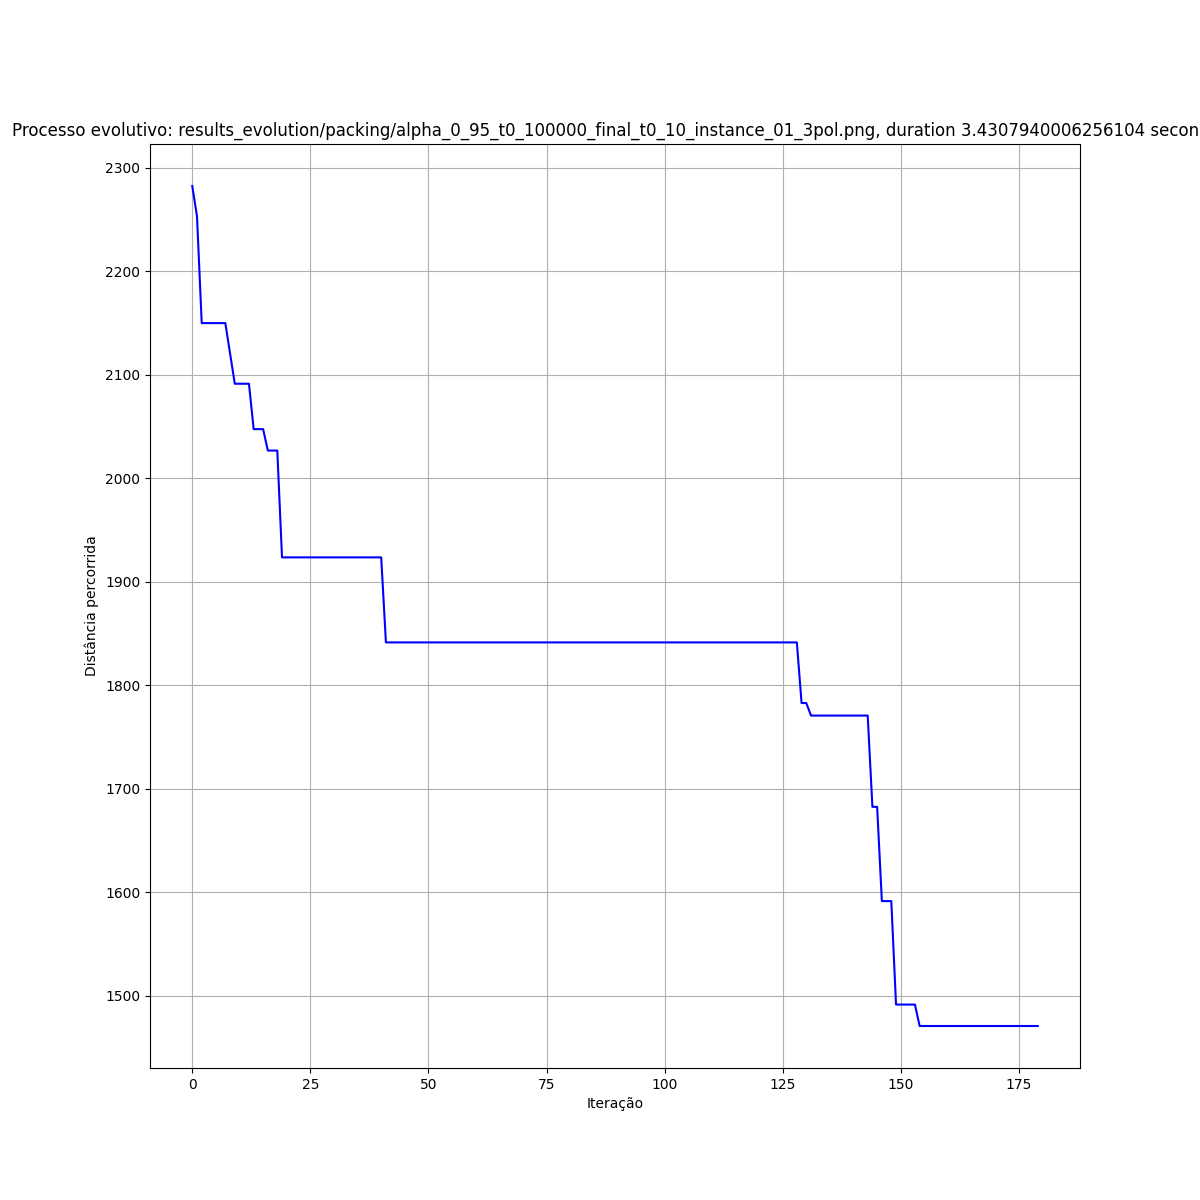 Processo evolutivo: results_evolution/packing/alpha_0_95_t0_100000_final_t0_10_instance_01_3pol.png, duration 3.4307940006256104 secon
2300
2200
2100
2000
1900
1800
1700
1600
1500
Distância percorrida
0 25 50 75 100 125 150 175
Iteração